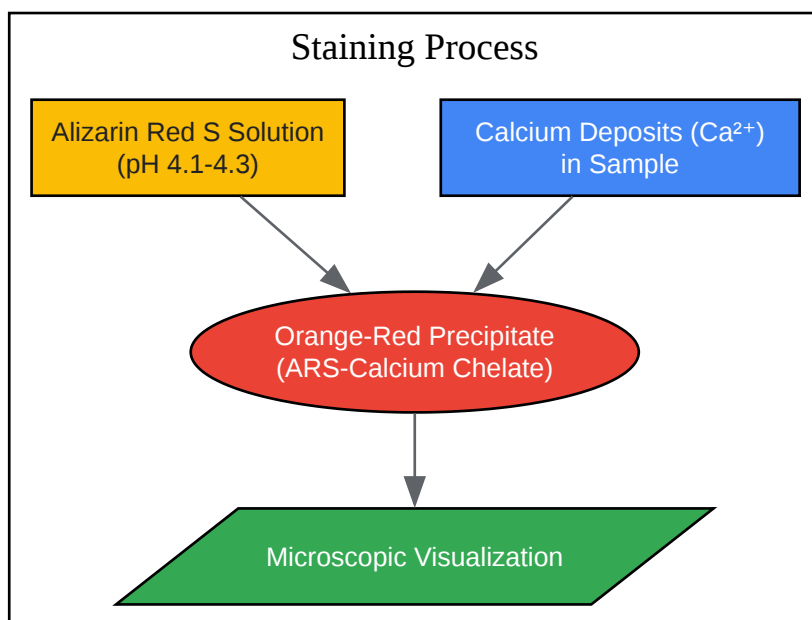 Staining Process
Alizarin Red S Solution
(pH 4.1-4.3)
Calcium Deposits (Ca²⁺)
in Sample
Orange-Red Precipitate
(ARS-Calcium Chelate)
Microscopic Visualization